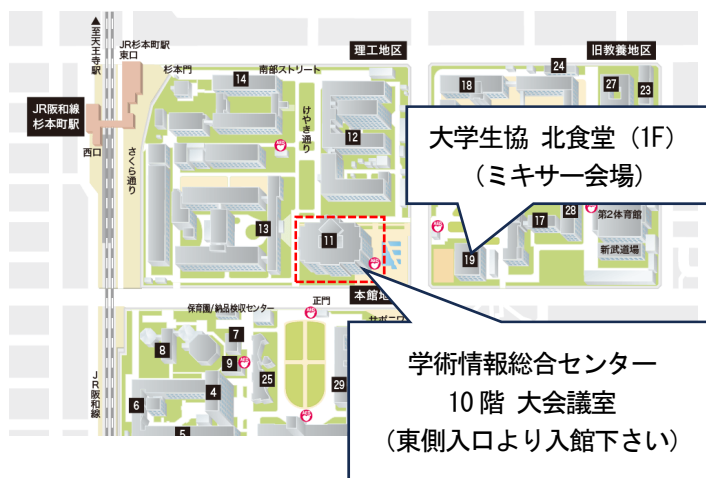 ▲至天王寺駅
JR杉本町駅
東口
JR阪和線
杉本町駅
西口
さくら通り
杉本門
南部ストリート
けやき通り
理工地区
旧教養地区
14
12
13
11
24
18
27
23
大学生協 北食堂（1F）
（ミキサー会場）
17
28
第2体育館
新武道場
19
保育園/納品検収センター
正門
8
7
9
25
29
4
6
5
JR阪和線
学術情報総合センター
10階 大会議室
（東側入口より入館下さい）